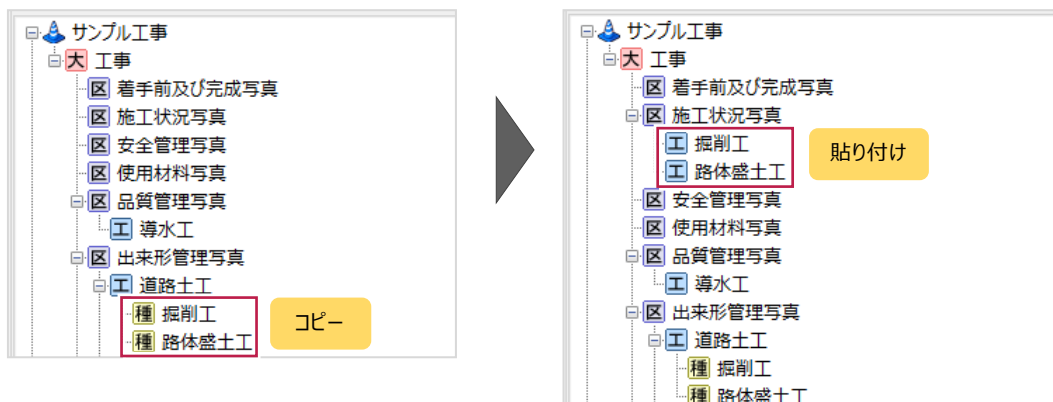 サンプル工事
大 工事
区 着手前及び完成写真
区 施工状況写真
区 安全管理写真
区 使用材料写真
区 品質管理写真
工 導水工
区 出来形管理写真
工 道路土工
種 掘削工
種 路体盛土工
コピー
サンプル工事
大 工事
区 着手前及び完成写真
区 施工状況写真
工 掘削工
工 路体盛土工
貼り付け
区 安全管理写真
区 使用材料写真
区 品質管理写真
工 導水工
区 出来形管理写真
工 道路土工
種 掘削工
種 路体盛土工